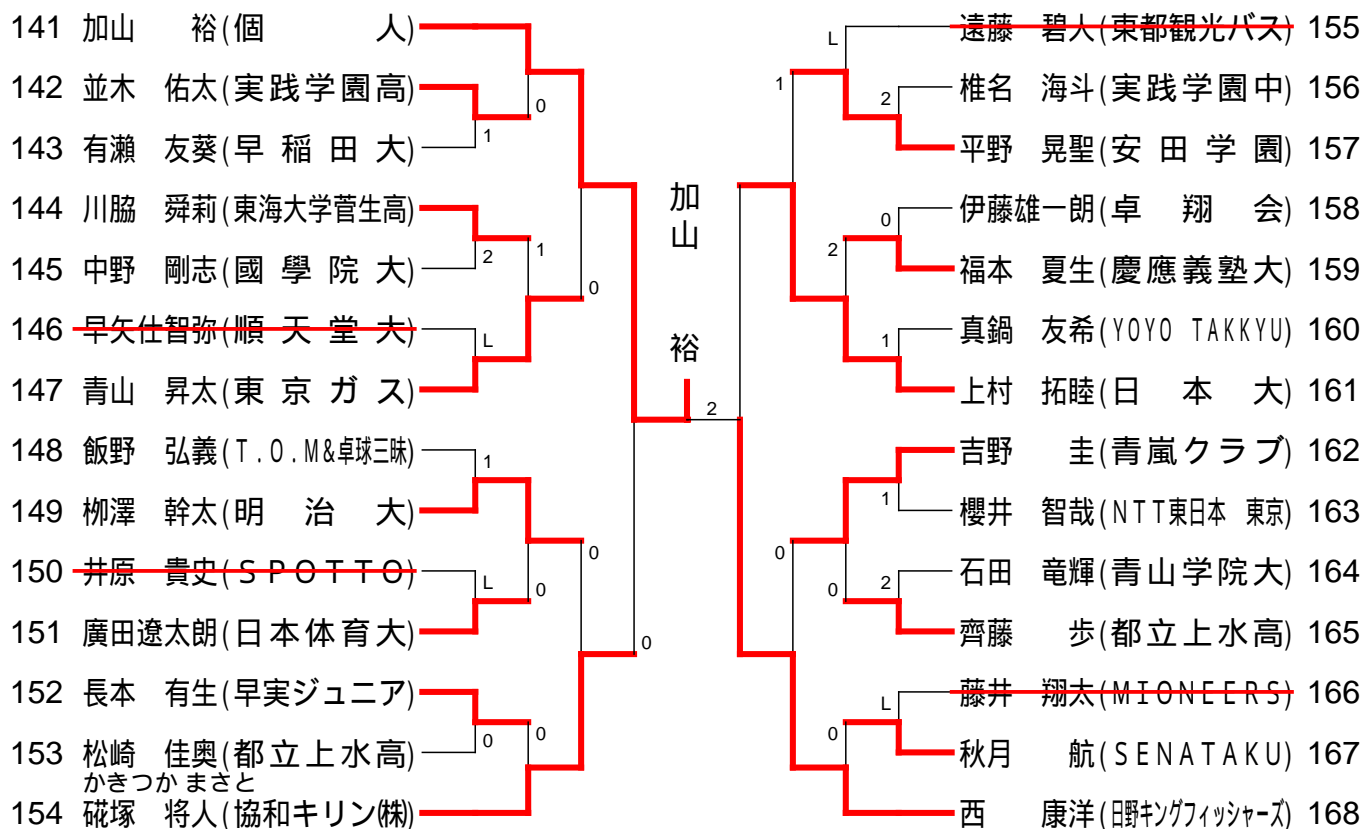 141 加山 裕(個 人)
142 並木 佑太(実践学園高)
143 有瀬 友葵(早 稲 田 大)
144 川脇 舜莉(東海大学菅生高)
145 中野 剛志(國 學 院 大)
146 早矢仕智弥(順 天 堂 大)
147 青山 昇太(東 京 ガ ス)
148 飯野 弘義(T.O.M&卓球三昧)
149 栁澤 幹太(明 治 大)
150 井原 貴史(SPOTTO)
151 廣田遼太朗(日本体育大)
152 長本 有生(早実ジュニア)
153 松崎 佳奥(都立上水高)
かきつか まさと
154 硴塚 将人(協和キリン㈱)
0
1
1
2
0
L
1
0
L
0
0
0
0
0
加山 裕
2
L
1
2
0
2
1
1
0
2
0
L
0
遠藤 碧人(東都観光バス) 155
椎名 海斗(実践学園中) 156
平野 晃聖(安 田 学 園) 157
伊藤雄一朗(卓 翔 会) 158
福本 夏生(慶應義塾大) 159
真鍋 友希(YOYO TAKKYU) 160
上村 拓睦(日 本 大) 161
吉野 圭(青嵐クラブ) 162
櫻井 智哉(NTT東日本 東京) 163
石田 竜輝(青山学院大) 164
齊藤 歩(都立上水高) 165
藤井 翔太(MIONEERS) 166
秋月 航(SENATAKU) 167
西 康洋(日野キングフィッシャーズ) 168